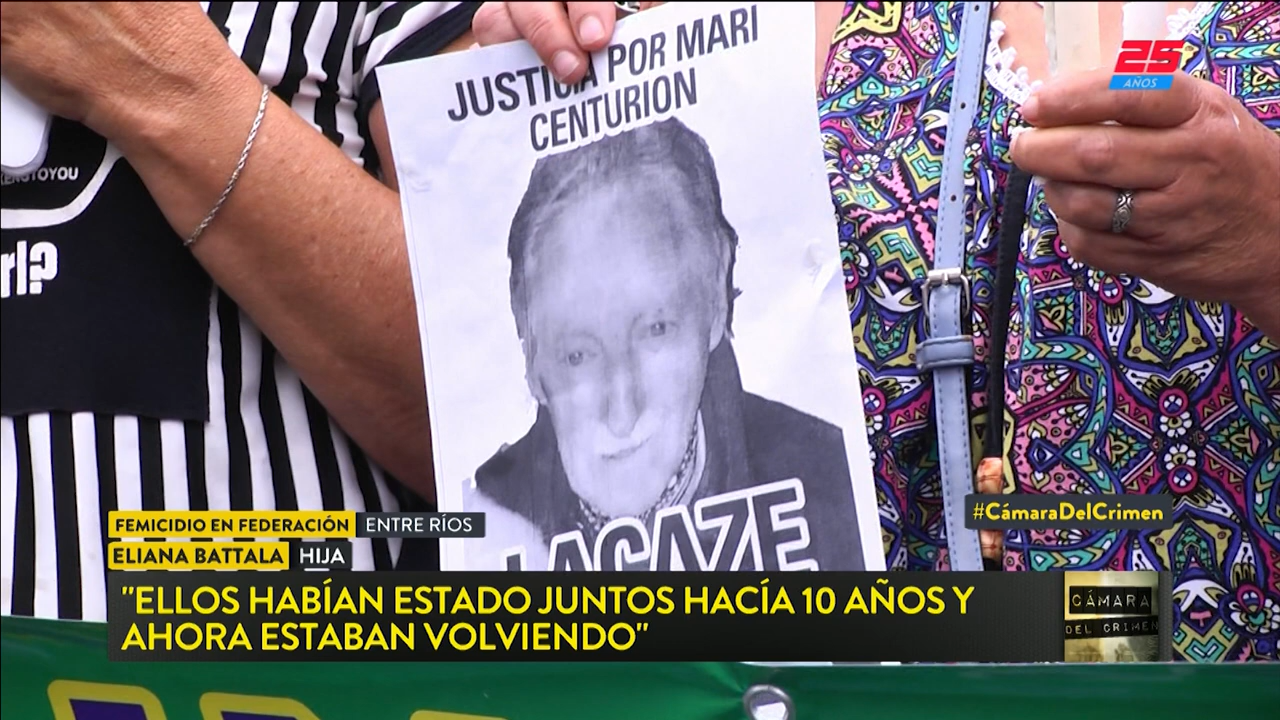 JUSTICIA POR MARI
CENTURION
25
AÑOS
rl?
LACAZE
#CámaraDelCrimen
FEMICIDIO EN FEDERACIÓN ENTRE RÍOS
ELIANA BATTALA HIJA
"ELLOS HABÍAN ESTADO JUNTOS HACÍA 10 AÑOS Y
AHORA ESTABAN VOLVIENDO"
CÁMARA
DEL CRIMEN